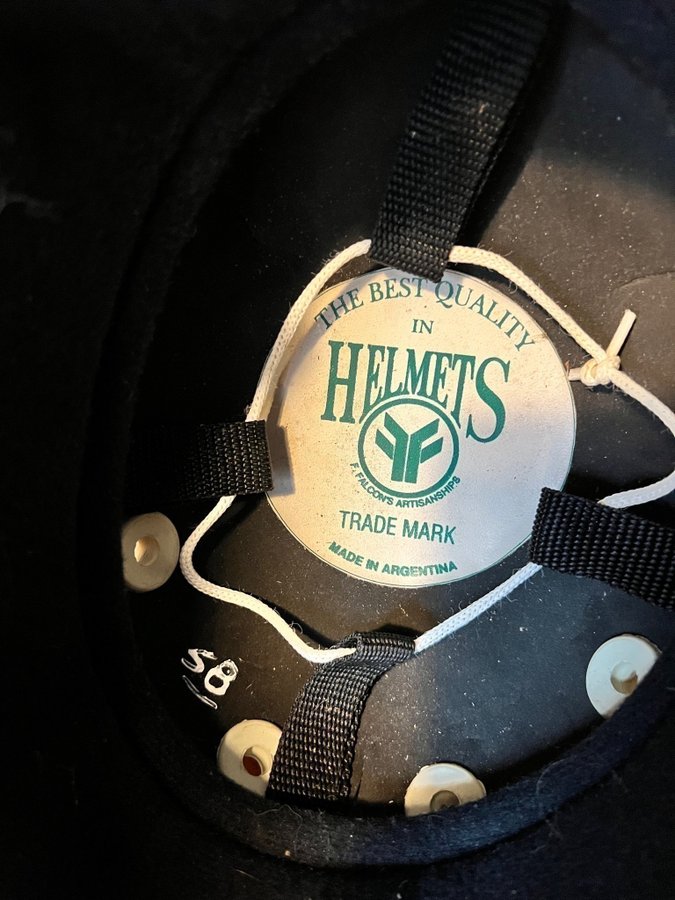 THE BEST QUALITY
IN
HELMETS
F. FALCON'S ARTISANSHIPS
TRADE MARK
MADE IN ARGENTINA
58